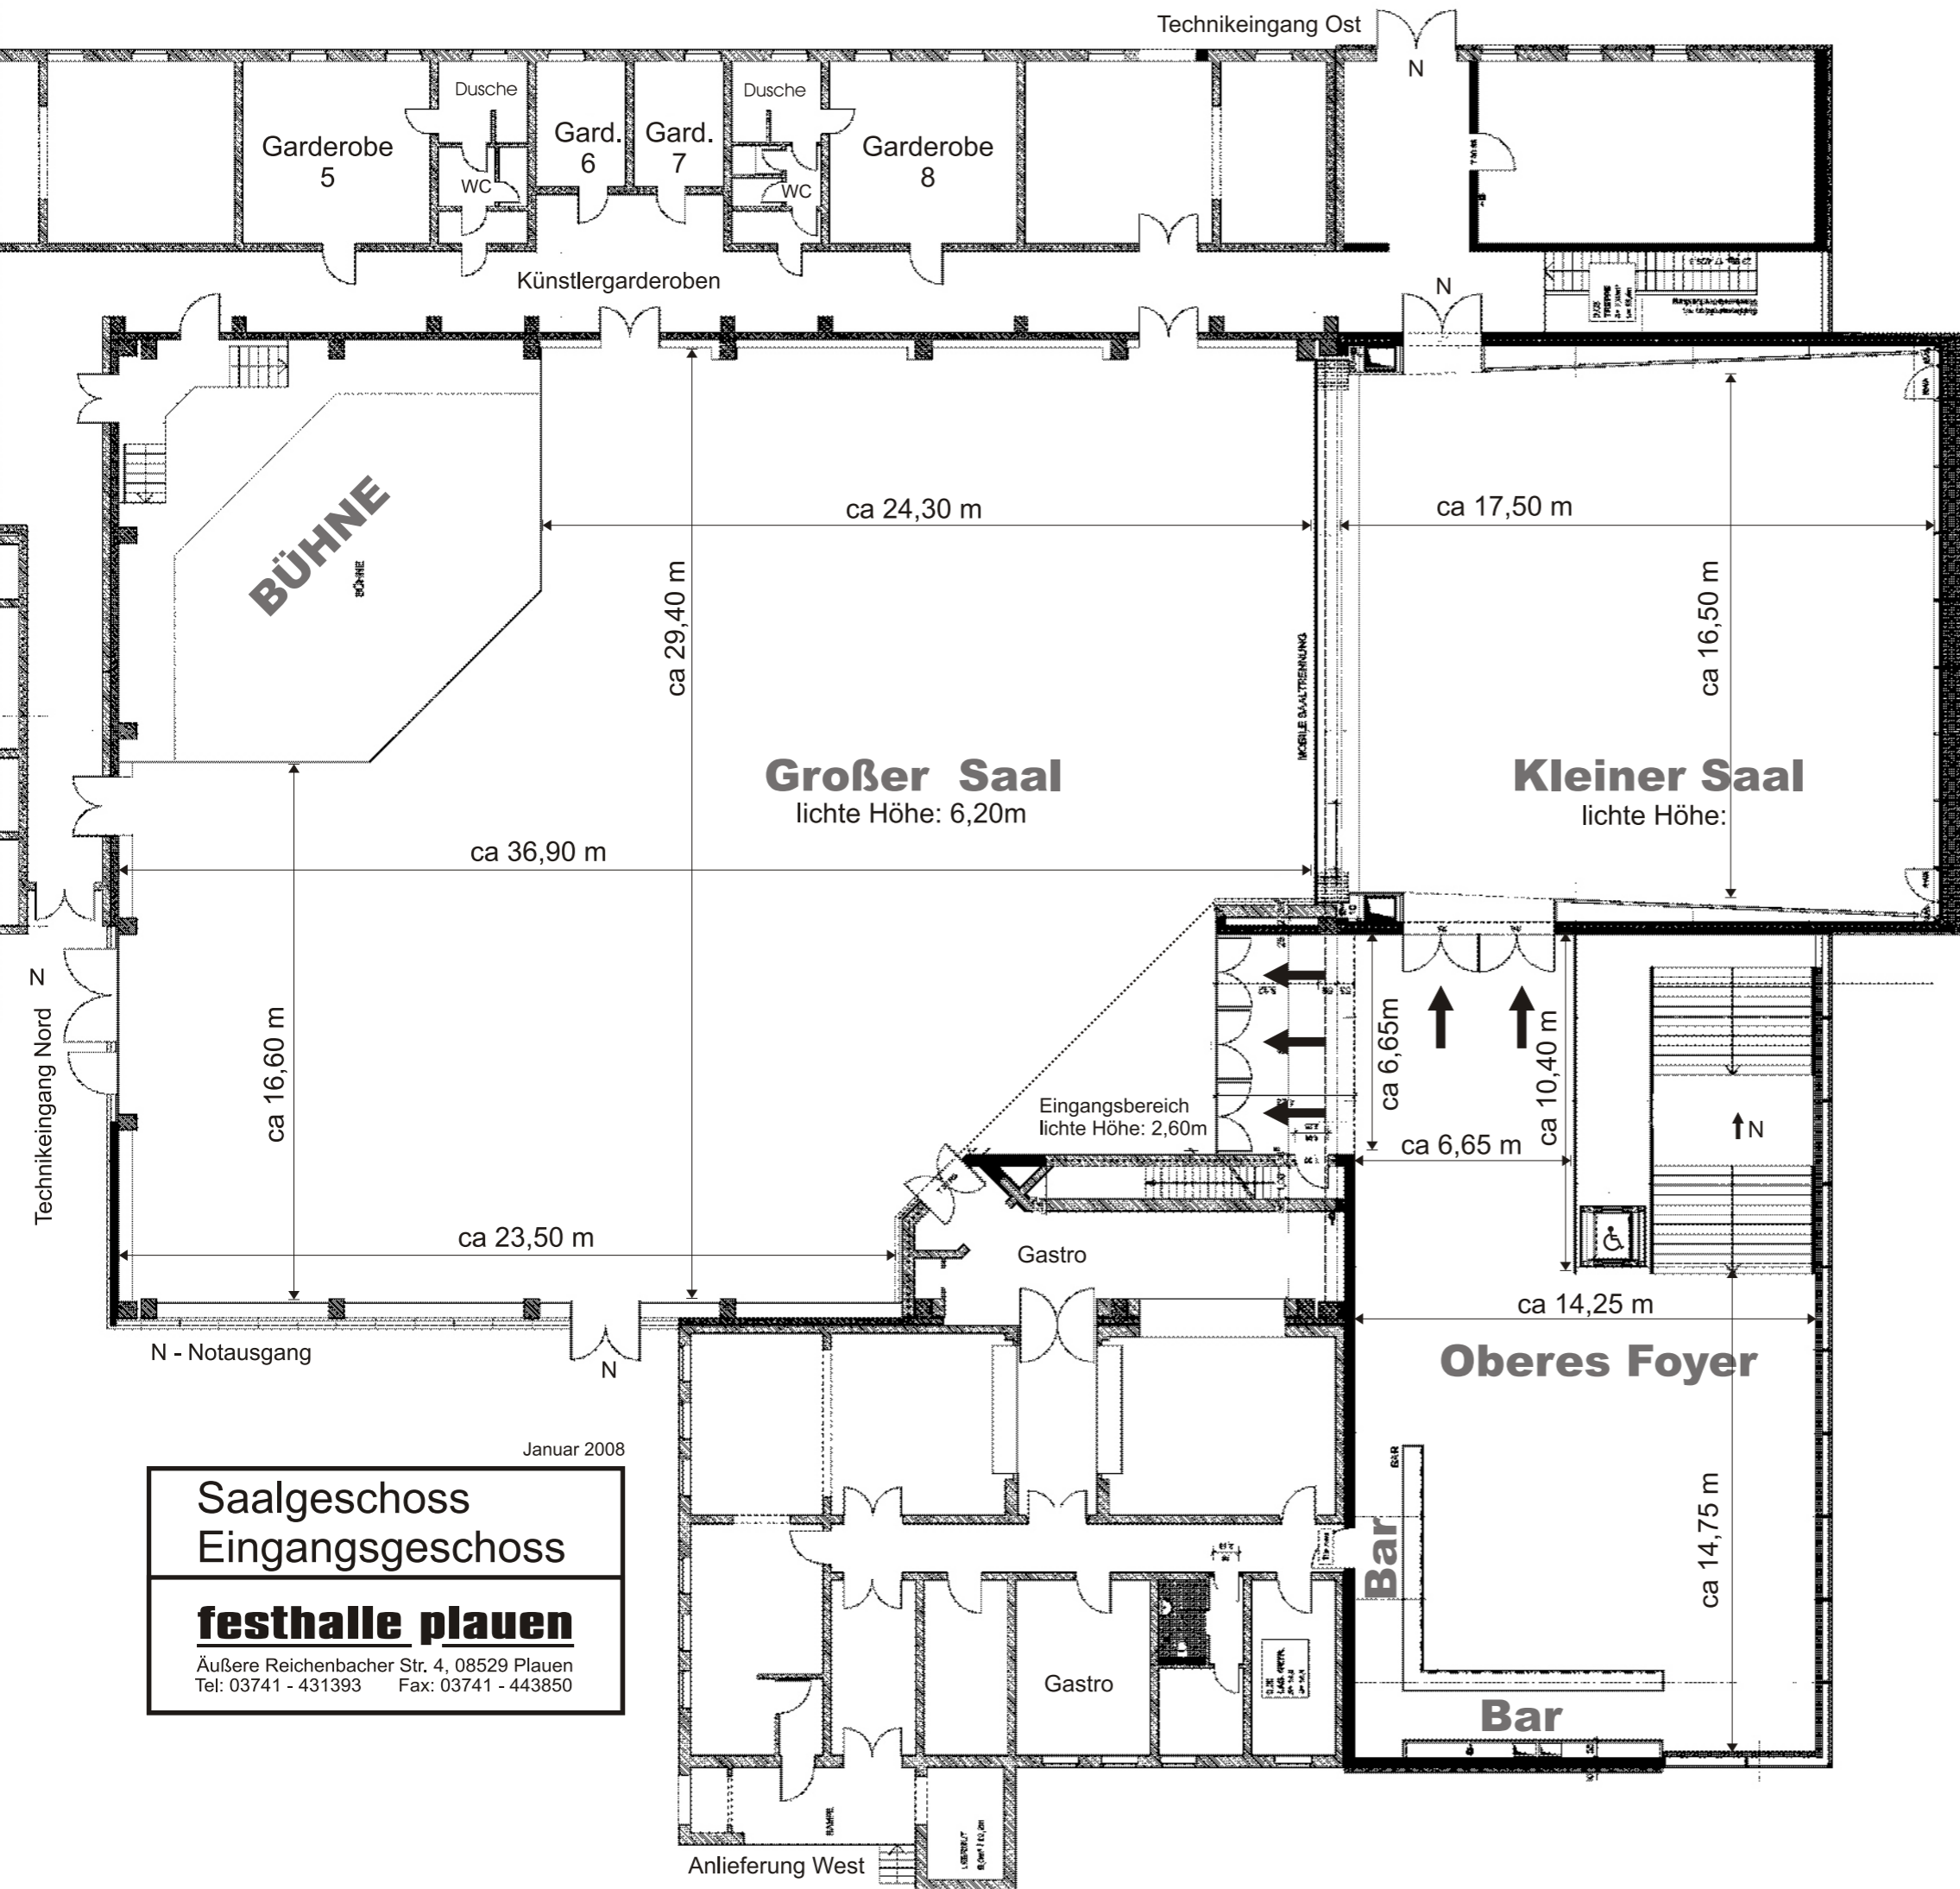 Technikeingang Ost
N
Dusche
Dusche
Garderobe
5
Gard.
6
Gard.
7
Garderobe
8
WC
WC
Künstlergarderoben
N
BÜHNE
BÜHNE
ca 24,30 m
ca 17,50 m
ca 29,40 m
ca 16,50 m
MOBILE SAALTRENNUNG
Großer Saal
lichte Höhe: 6,20m
Kleiner Saal
lichte Höhe:
ca 36,90 m
N
Technikeingang Nord
ca 16,60 m
ca 6,65m
ca 10,40 m
Eingangsbereich
lichte Höhe: 2,60m
ca 6,65 m
N
ca 23,50 m
Gastro
ca 14,25 m
Oberes Foyer
N - Notausgang
N
BAR
Bar
ca 14,75 m
Januar 2008
Saalgeschoss
Eingangsgeschoss
festhalle plauen
Äußere Reichenbacher Str. 4, 08529 Plauen
Tel: 03741 - 431393 Fax: 03741 - 443850
Gastro
Bar
RAMPE
Anlieferung West